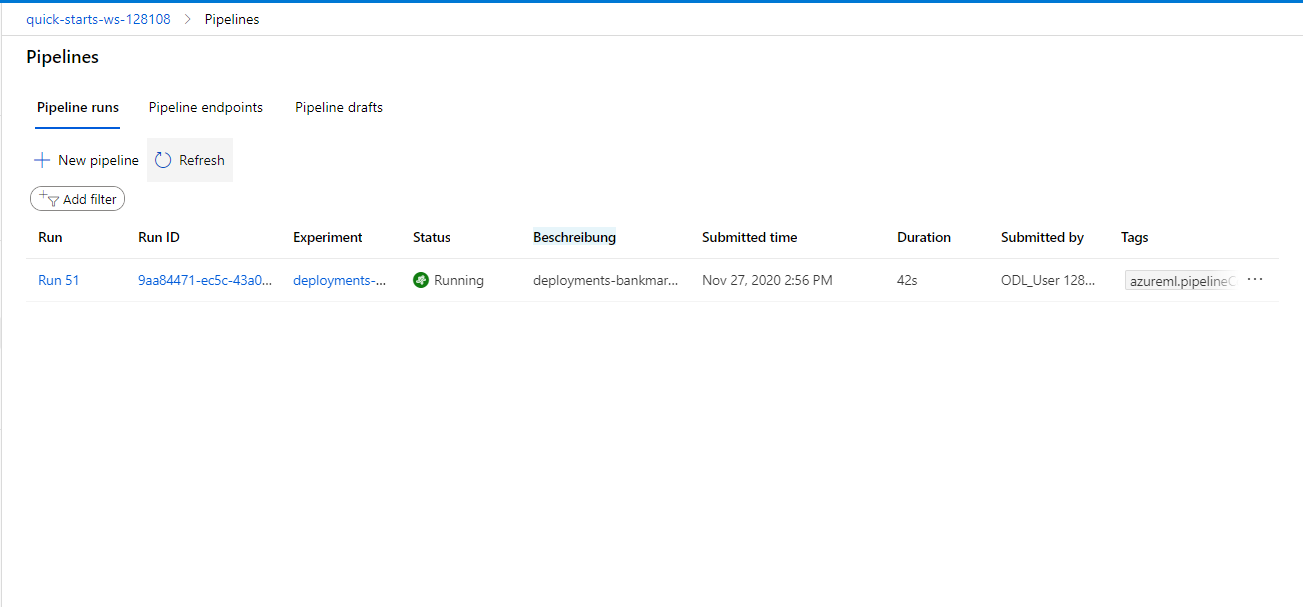 quick-starts-ws-128108 > Pipelines
Pipelines
Pipeline runs Pipeline endpoints Pipeline drafts
New pipeline Refresh
Add filter
Run Run ID Experiment Status Beschreibung Submitted time Duration Submitted by Tags
Run 51 9aa84471-ec5c-43a0... deployments-... Running deployments-bankmar... Nov 27, 2020 2:56 PM 42s ODL_User 128... azureml.pipelineC ...